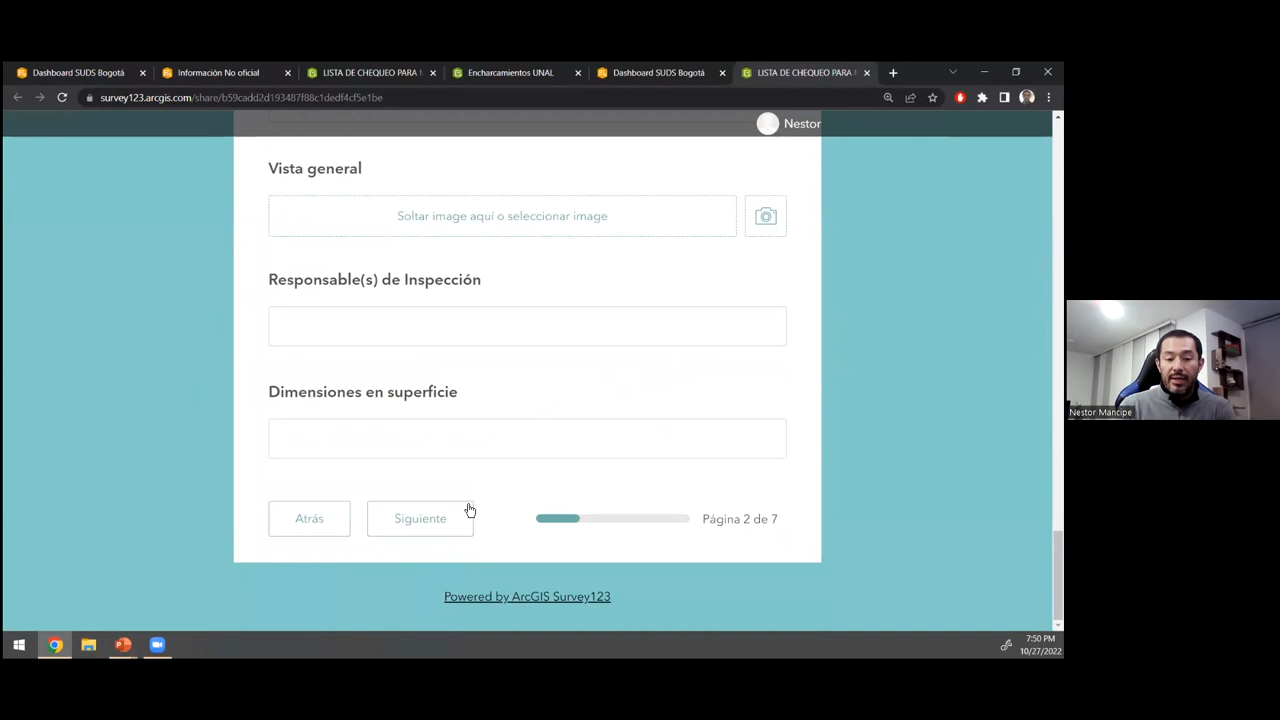 Dashboard SUDS Bogotá
Información No oficial
LISTA DE CHEQUEO PARA
Encharcamientos UNAL
Dashboard SUDS Bogotá
LISTA DE CHEQUEO PARA
survey123.arcgis.com/share/b59cadd2d193487f88c1dedf4cf5e1be
Nestor
Vista general
Soltar image aquí o seleccionar image
Responsable(s) de Inspección
Dimensiones en superficie
Atrás
Siguiente
Página 2 de 7
Powered by ArcGIS Survey123
Nestor Mancipe
7:50 PM
10/27/2022